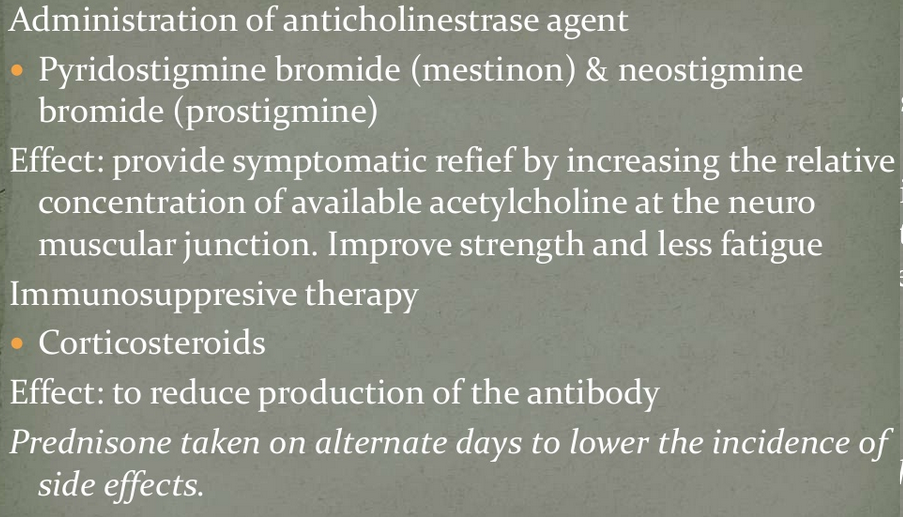 Administration of anticholinestrase agent
• Pyridostigmine bromide (mestinon) & neostigmine
bromide (prostigmine)
Effect: provide symptomatic refief by increasing the relative
concentration of available acetylcholine at the neuro
muscular junction. Improve strength and less fatigue
Immunosuppresive therapy
• Corticosteroids
Effect: to reduce production of the antibody
Prednisone taken on alternate days to lower the incidence of
side effects.